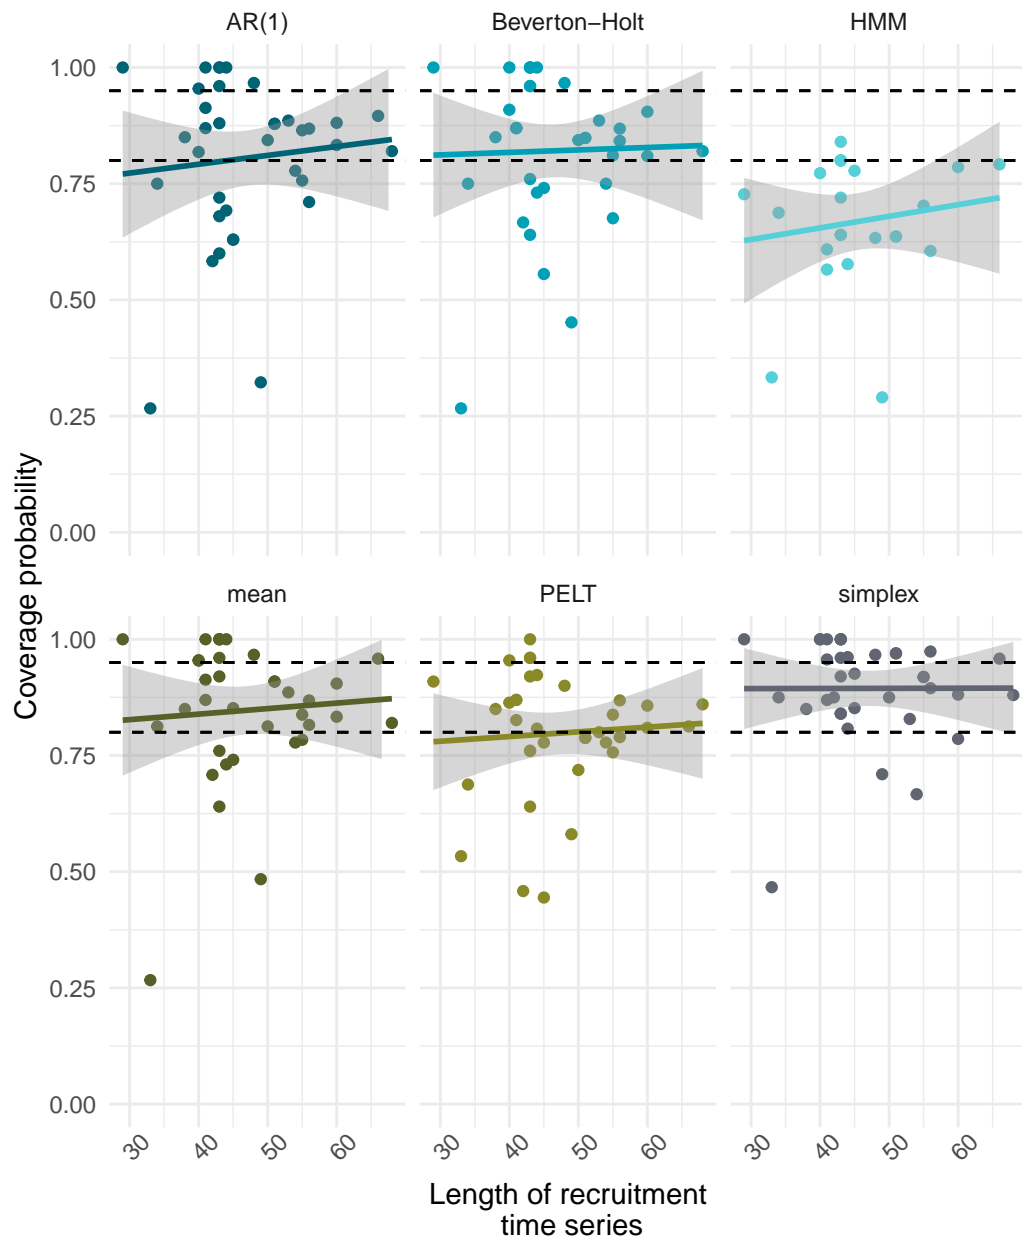 AR(1)
Beverton−Holt
HMM
1.00
0.75
0.50
0.25
0.00
mean
PELT
simplex
1.00
0.75
0.50
0.25
0.00
Coverage probability
30
40
50
60
30
40
50
60
30
40
50
60
Length of recruitment
time series